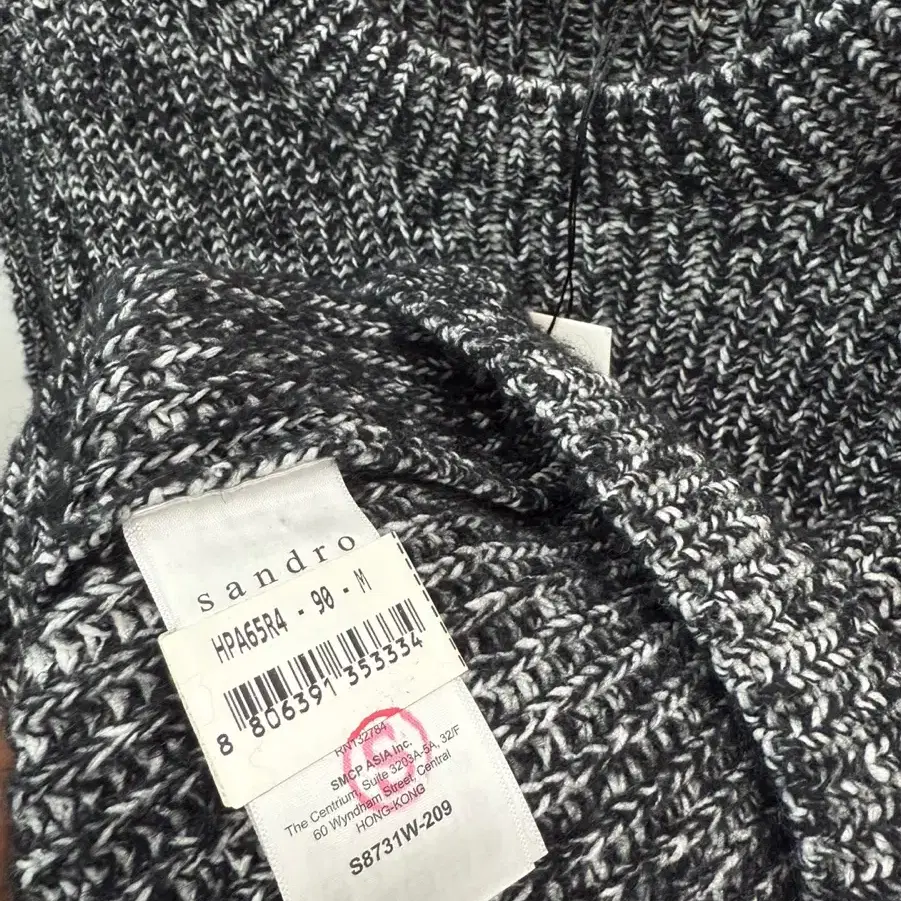 sandro
HPA65R4 - 90 - M
8 806391 353334
RN132784
SMCP ASIA Inc.
The Centrium, Suite 3203A-5A, 32/F
60 Wyndham Street, Central
HONG-KONG
S8731W-209
S